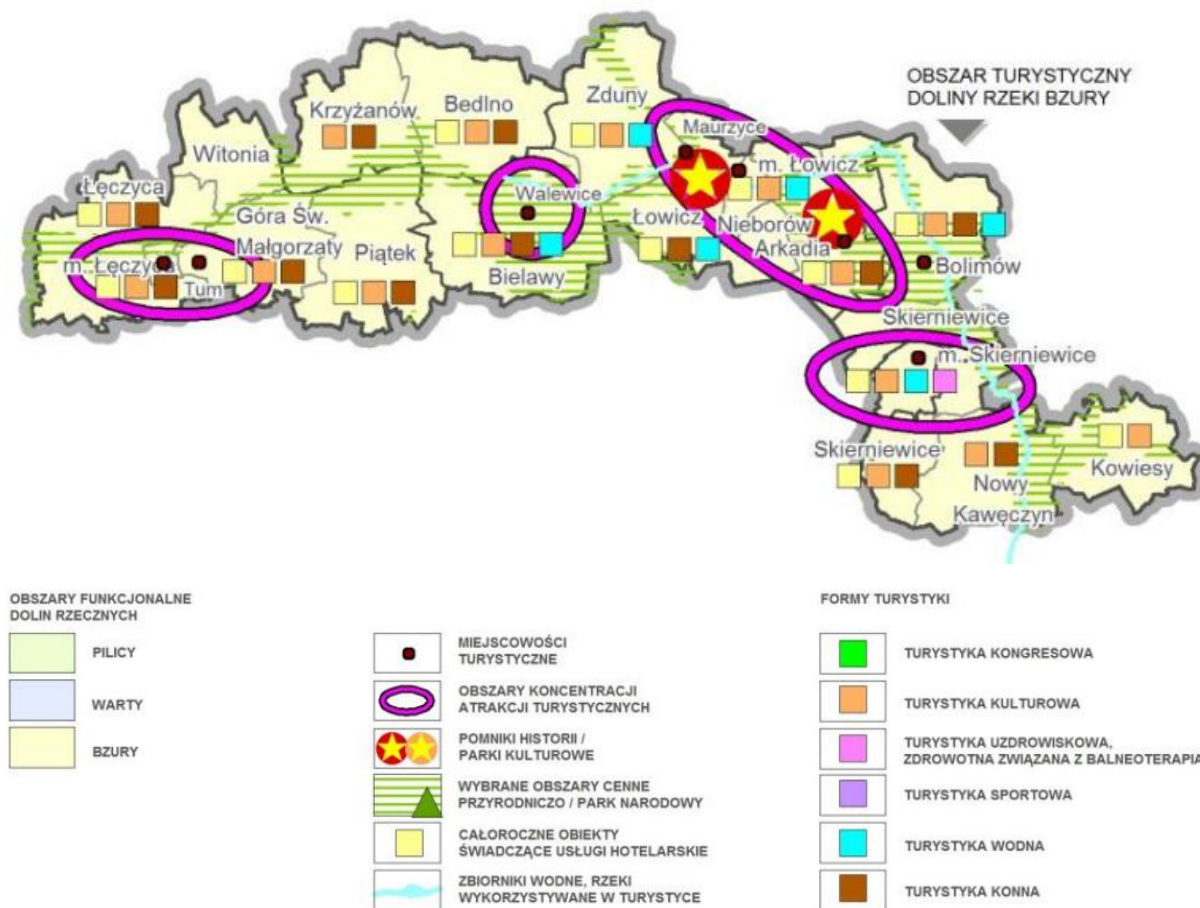 OBSZAR TURYSTYCZNY
DOLINY RZEKI BZURY
Zduny
Bedlno
Krzyżanów
Maurzyce
Witonia
m. Łowicz
Łęczyca
Walewice
Góra Św.
Małgorzaty
Łowicz
Nieborów
Arkadia
Piątek
m. Łęczyca
Tum
Bielawy
Bolimów
Skierniewice
m. Skierniewice
Skierniewice
Nowy
Kawęczyn
Kowiesy
OBSZARY FUNKCJONALNE
DOLIN RZECZNYCH
PILICY
WARTY
BZURY
MIEJSCOWOŚCI
TURYSTYCZNE
OBSZARY KONCENTRACJI
ATRAKCJI TURYSTYCZNYCH
POMNIKI HISTORII /
PARKI KULTUROWE
WYBRANE OBSZARY CENNE
PRZYRODNICZO / PARK NARODOWY
CAŁOROCZNE OBIEKTY
ŚWIADCZĄCE USŁUGI HOTELARSKIE
ZBIORNIKI WODNE, RZEKI
WYKORZYSTYWANE W TURYSTYCE
FORMY TURYSTYKI
TURYSTYKA KONGRESOWA
TURYSTYKA KULTUROWA
TURYSTYKA UZDROWISKOWA,
ZDROWOTNA ZWIĄZANA Z BALNEOTERAPIA
TURYSTYKA SPORTOWA
TURYSTYKA WODNA
TURYSTYKA KONNA